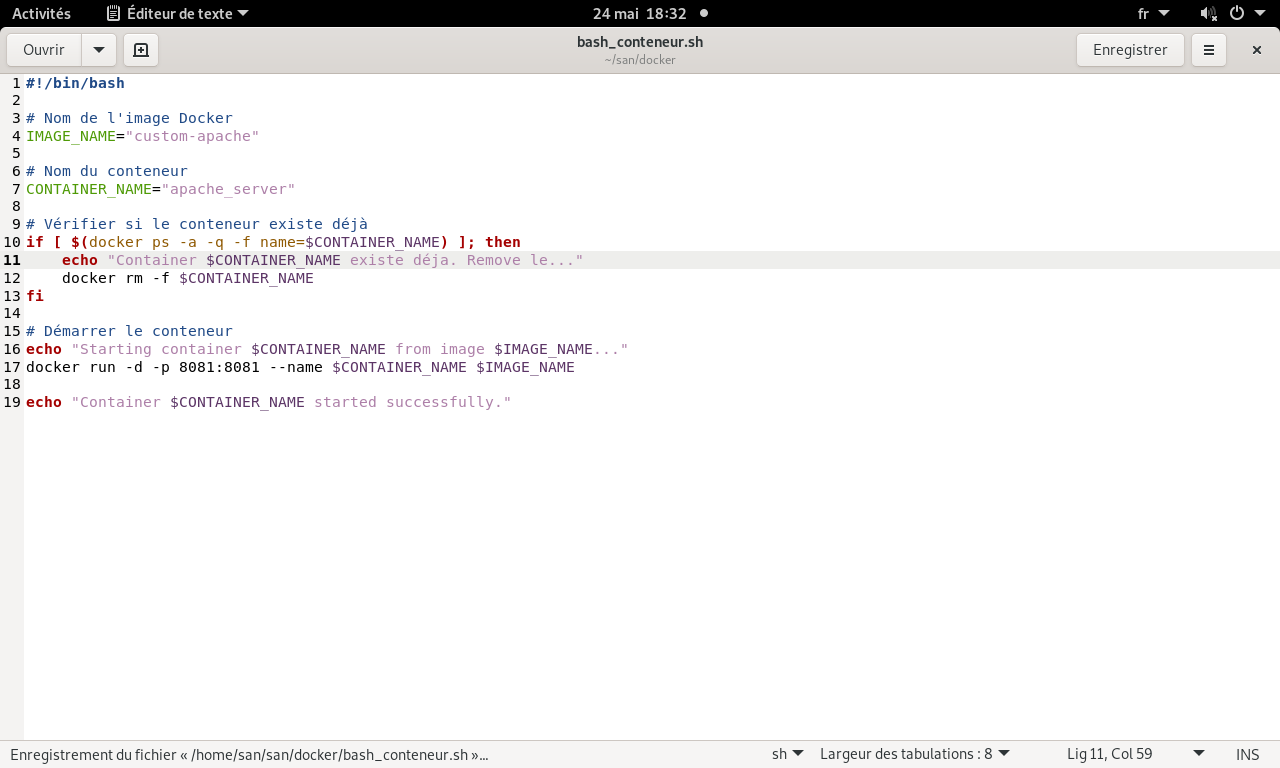 Activités Éditeur de texte 24 mai 18:32 fr
Ouvrir bash_conteneur.sh Enregistrer
~/san/docker
1 #!/bin/bash
2
3 # Nom de l'image Docker
4 IMAGE_NAME="custom-apache"
5
6 # Nom du conteneur
7 CONTAINER_NAME="apache_server"
8
9 # Vérifier si le conteneur existe déjà
10 if [ $(docker ps -a -q -f name=$CONTAINER_NAME) ]; then
11     echo "Container $CONTAINER_NAME existe déja. Remove le..."
12     docker rm -f $CONTAINER_NAME
13 fi
14
15 # Démarrer le conteneur
16 echo "Starting container $CONTAINER_NAME from image $IMAGE_NAME..."
17 docker run -d -p 8081:8081 --name $CONTAINER_NAME $IMAGE_NAME
18
19 echo "Container $CONTAINER_NAME started successfully."
Enregistrement du fichier « /home/san/san/docker/bash_conteneur.sh »… sh Largeur des tabulations : 8 Lig 11, Col 59 INS